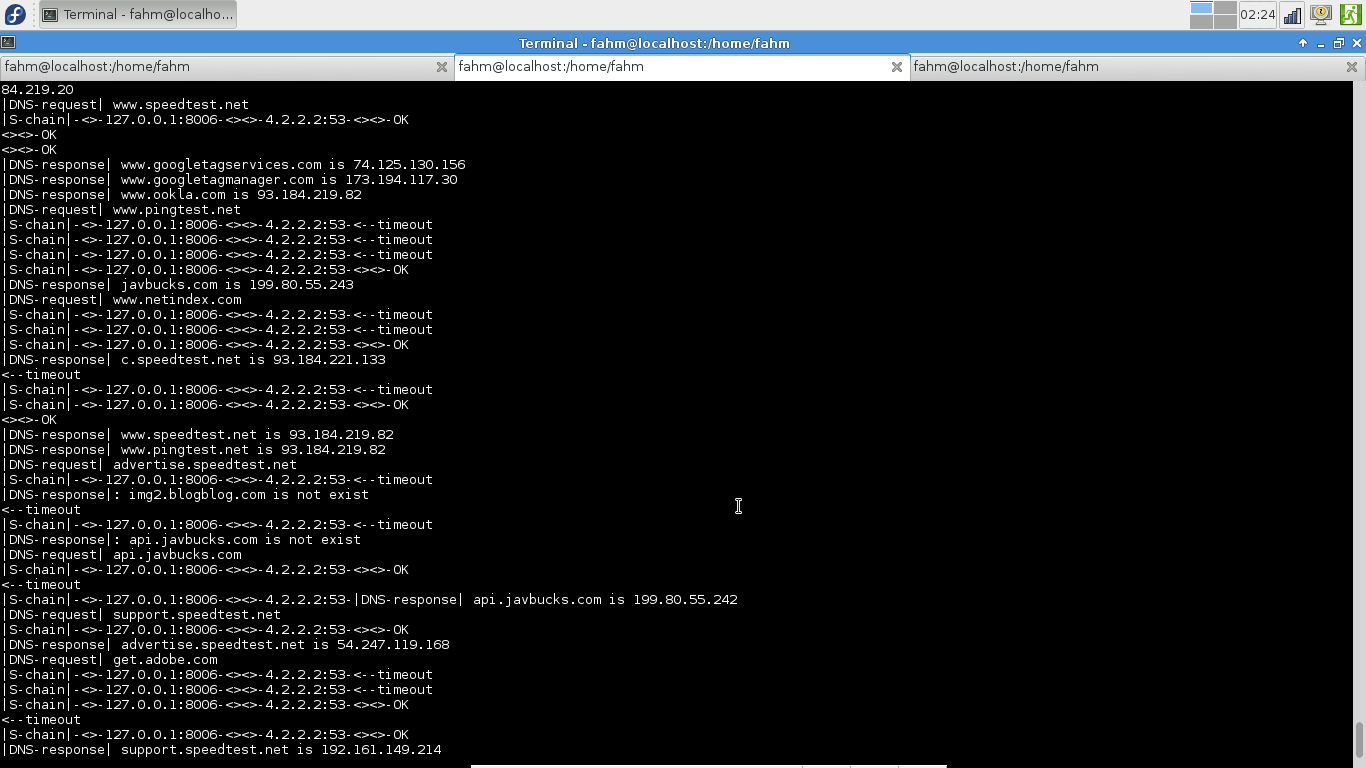 Terminal - fahm@localho...
02:24
Terminal - fahm@localhost:/home/fahm
fahm@localhost:/home/fahm
fahm@localhost:/home/fahm
fahm@localhost:/home/fahm
84.219.20
|DNS-request| www.speedtest.net
|S-chain|-<>-127.0.0.1:8006-<><>-4.2.2.2:53-<><>-OK
<><>-OK
<><>-OK
|DNS-response| www.googletagservices.com is 74.125.130.156
|DNS-response| www.googletagmanager.com is 173.194.117.30
|DNS-response| www.ookla.com is 93.184.219.82
|DNS-request| www.pingtest.net
|S-chain|-<>-127.0.0.1:8006-<><>-4.2.2.2:53-<--timeout
|S-chain|-<>-127.0.0.1:8006-<><>-4.2.2.2:53-<--timeout
|S-chain|-<>-127.0.0.1:8006-<><>-4.2.2.2:53-<--timeout
|S-chain|-<>-127.0.0.1:8006-<><>-4.2.2.2:53-<><>-OK
|DNS-response| javbucks.com is 199.80.55.243
|DNS-request| www.netindex.com
|S-chain|-<>-127.0.0.1:8006-<><>-4.2.2.2:53-<--timeout
|S-chain|-<>-127.0.0.1:8006-<><>-4.2.2.2:53-<--timeout
|S-chain|-<>-127.0.0.1:8006-<><>-4.2.2.2:53-<><>-OK
|DNS-response| c.speedtest.net is 93.184.221.133
<--timeout
|S-chain|-<>-127.0.0.1:8006-<><>-4.2.2.2:53-<--timeout
|S-chain|-<>-127.0.0.1:8006-<><>-4.2.2.2:53-<><>-OK
<><>-OK
|DNS-response| www.speedtest.net is 93.184.219.82
|DNS-response| www.pingtest.net is 93.184.219.82
|DNS-request| advertise.speedtest.net
|S-chain|-<>-127.0.0.1:8006-<><>-4.2.2.2:53-<--timeout
|DNS-response|: img2.blogblog.com is not exist
<--timeout
|S-chain|-<>-127.0.0.1:8006-<><>-4.2.2.2:53-<--timeout
|DNS-response|: api.javbucks.com is not exist
|DNS-request| api.javbucks.com
|S-chain|-<>-127.0.0.1:8006-<><>-4.2.2.2:53-<><>-OK
<--timeout
|S-chain|-<>-127.0.0.1:8006-<><>-4.2.2.2:53-|DNS-response| api.javbucks.com is 199.80.55.242
|DNS-request| support.speedtest.net
|S-chain|-<>-127.0.0.1:8006-<><>-4.2.2.2:53-<><>-OK
|DNS-response| advertise.speedtest.net is 54.247.119.168
|DNS-request| get.adobe.com
|S-chain|-<>-127.0.0.1:8006-<><>-4.2.2.2:53-<--timeout
|S-chain|-<>-127.0.0.1:8006-<><>-4.2.2.2:53-<--timeout
|S-chain|-<>-127.0.0.1:8006-<><>-4.2.2.2:53-<><>-OK
<--timeout
|S-chain|-<>-127.0.0.1:8006-<><>-4.2.2.2:53-<><>-OK
|DNS-response| support.speedtest.net is 192.161.149.214